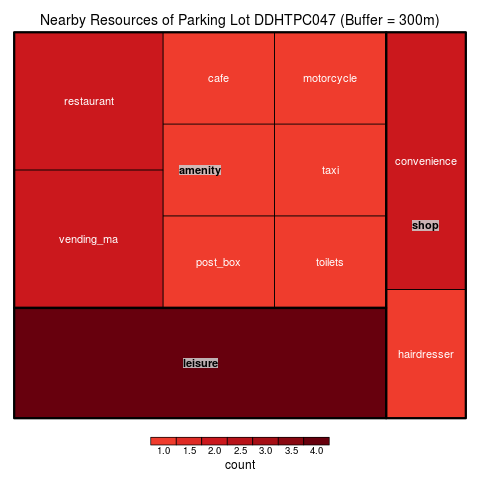 Nearby Resources of Parking Lot DDHTPC047 (Buffer = 300m)
restaurant
cafe
motorcycle
convenience
amenity
taxi
shop
vending_ma
post_box
toilets
hairdresser
leisure
1.0 1.5 2.0 2.5 3.0 3.5 4.0
count